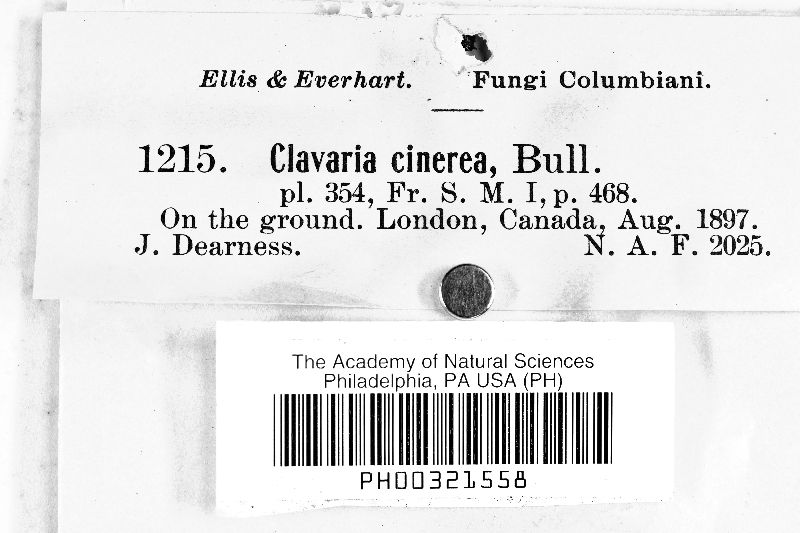 Ellis & Everhart. Fungi Columbiani.
1215. Clavaria cinerea, Bull.
pl. 354, Fr. S. M. I, p. 468.
On the ground. London, Canada, Aug. 1897.
J. Dearness. N. A. F. 2025.
The Academy of Natural Sciences
Philadelphia, PA USA (PH)
PH00321558